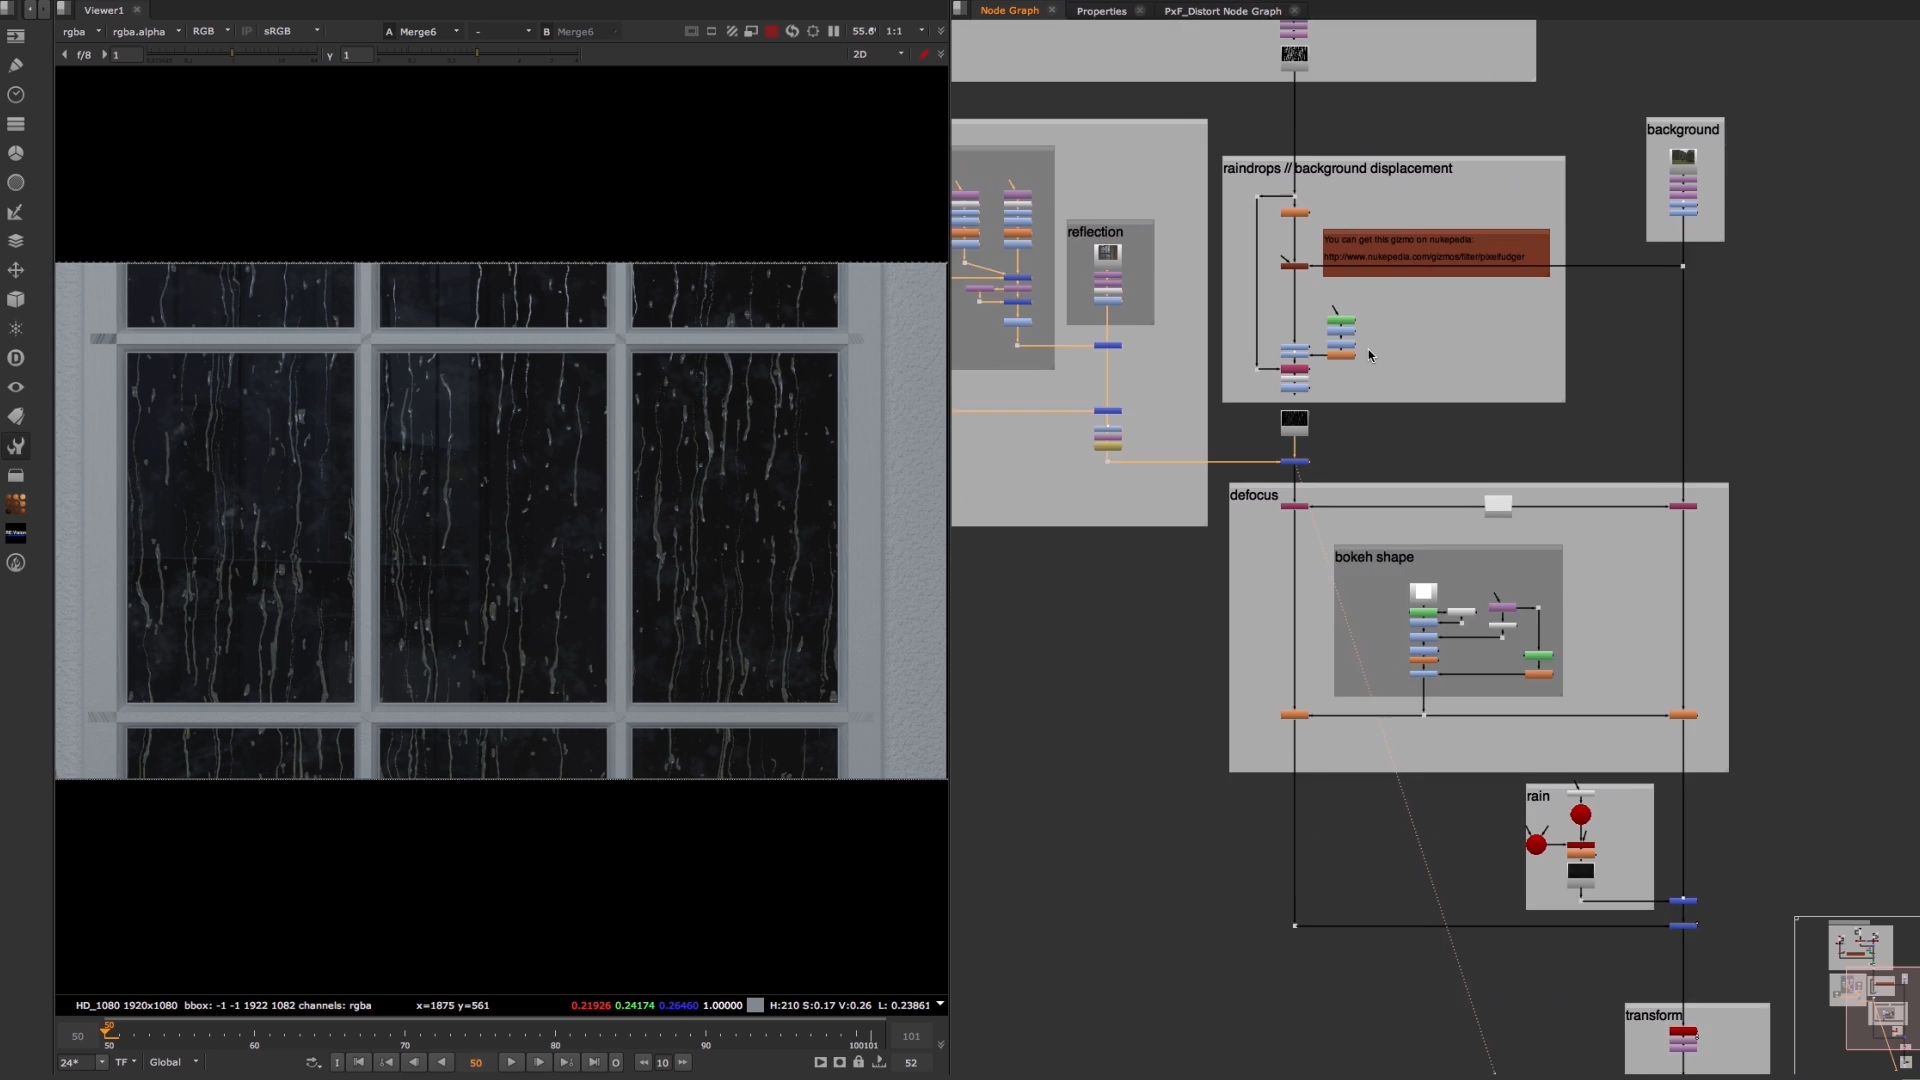 Viewer1
Node Graph
Properties
PxF_Distort Node Graph
rgba
rgba.alpha
RGB
IP
sRGB
A Merge6
-
B Merge6
55.6
1:1
f/8
1
y
1
2D
background
raindrops // background displacement
You can get this gizmo on nukepedia:
http://www.nukepedia.com/gizmos/filter/pixelfudger
reflection
defocus
bokeh shape
rain
transform
HD_1080 1920x1080 bbox: -1 -1 1922 1082 channels: rgba
x=1875 y=561
0.21926 0.24174 0.26460 1.00000
H:210 S:0.17 V:0.26 L: 0.23861
50
50
50
60
70
80
90
100101
101
24*
TF
Global
I
50
O
10
52